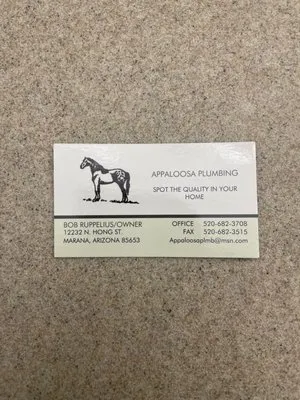 APPALOOSA PLUMBING
SPOT THE QUALITY IN YOUR
HOME
BOB RUPPELIUS/OWNER
12232 N. HONG ST.
MARANA, ARIZONA 85653
OFFICE 520-682-3708
FAX 520-682-3515
Appaloosaplmb@msn.com